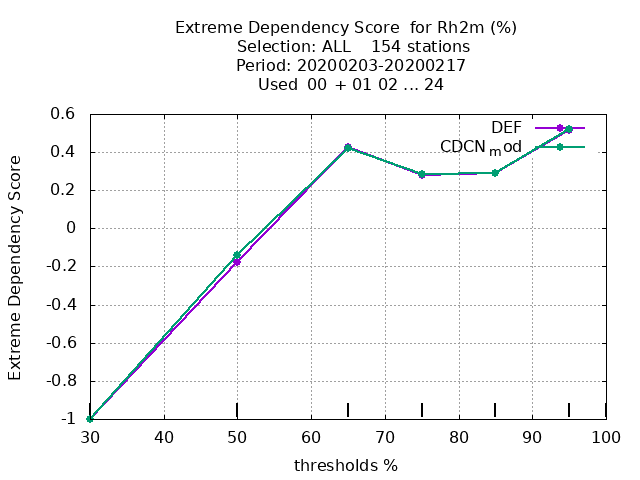 Extreme Dependency Score  for Rh2m (%)
Selection: ALL    154 stations
Period: 20200203-20200217
Used  00  + 01 02 ... 24
DEF
CDCN mod
Extreme Dependency Score
0.6
0.4
0.2
0
-0.2
-0.4
-0.6
-0.8
-1
30 40 50 60 70 80 90 100
thresholds %